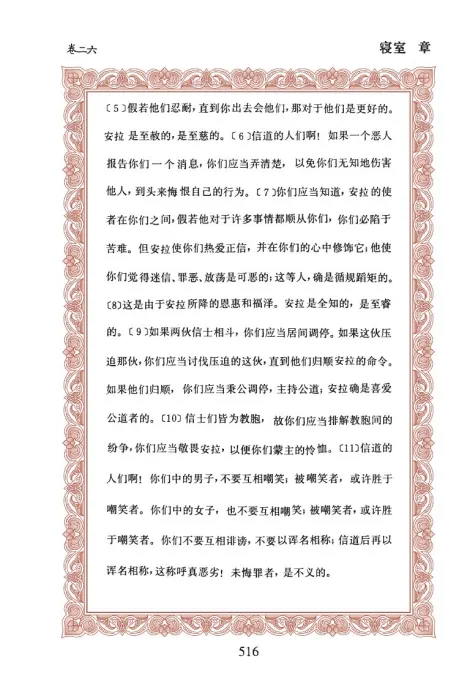 卷二六
寝室 章
〔5〕假若他们忍耐，直到你出去会他们，那对于他们是更好的。
安拉 是至赦的，是至慈的。〔6〕信道的人们啊！如果一个恶人
报告你们一个消息，你们应当弄清楚，以免你们无知地伤害
他人，到头来悔恨自己的行为。〔7〕你们应当知道，安拉的使
者在你们之间，假若他对于许多事情都顺从你们，你们必陷于
苦难。但安拉使你们热爱正信，并在你们的心中修饰它；他使
你们觉得迷信、罪恶、放荡是可恶的；这等人，确是循规蹈矩的。
〔8〕这是由于安拉所降的恩惠和福泽。安拉是全知的，是至睿
的。〔9〕如果两伙信士相斗，你们应当居间调停。如果这伙压
迫那伙，你们应当讨伐压迫的这伙，直到他们归顺安拉的命令。
如果他们归顺，你们应当秉公调停，主持公道；安拉确是喜爱
公道者的。〔10〕信士们皆为教胞，故你们应当排解教胞间的
纷争，你们应当敬畏安拉，以便你们蒙主的怜恤。〔11〕信道的
人们啊！你们中的男子，不要互相嘲笑；被嘲笑者，或许胜于
嘲笑者。你们中的女子，也不要互相嘲笑；被嘲笑者，或许胜
于嘲笑者。你们不要互相诽谤，不要以诨名相称；信道后再以
诨名相称，这称呼真恶劣！未悔罪者，是不义的。
516